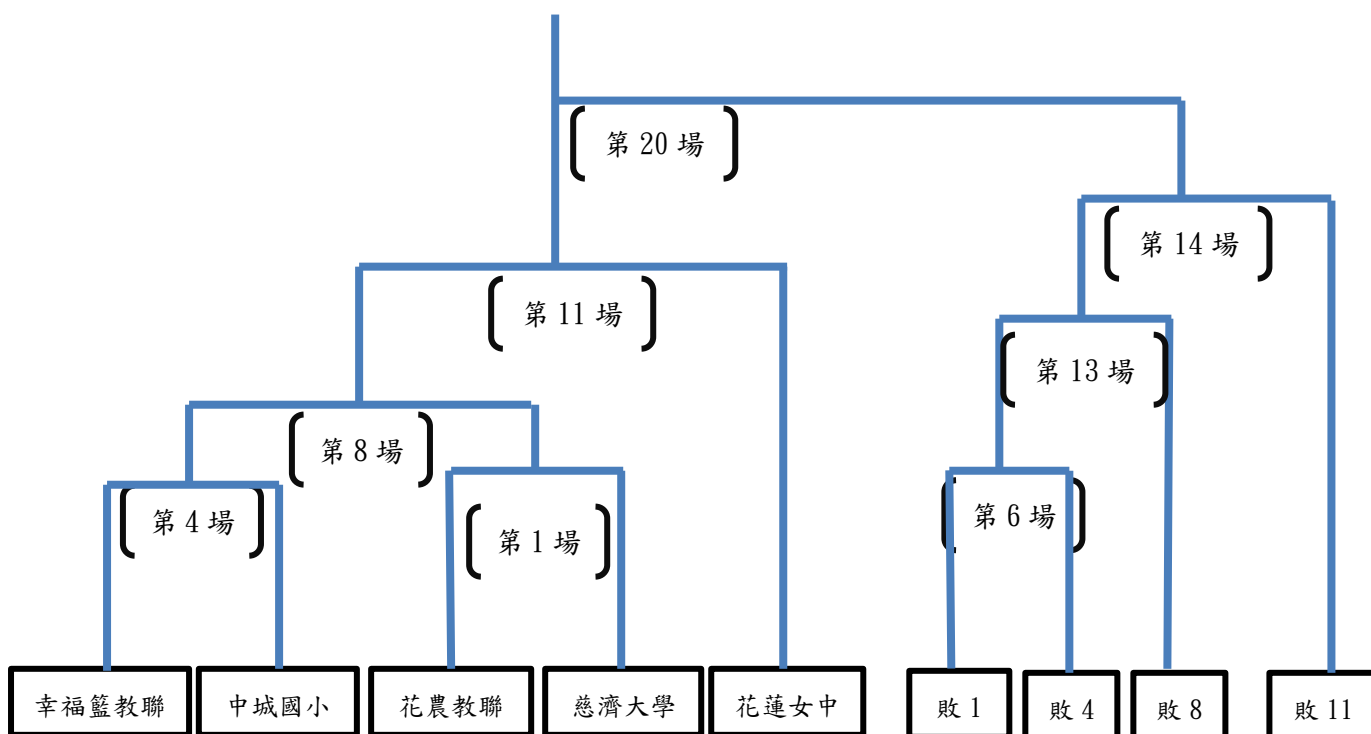 第 20 場
第 14 場
第 11 場
第 13 場
第 8 場
第 4 場
第 1 場
第 6 場
幸福籃教聯
中城國小
花農教聯
慈濟大學
花蓮女中
敗 1
敗 4
敗 8
敗 11